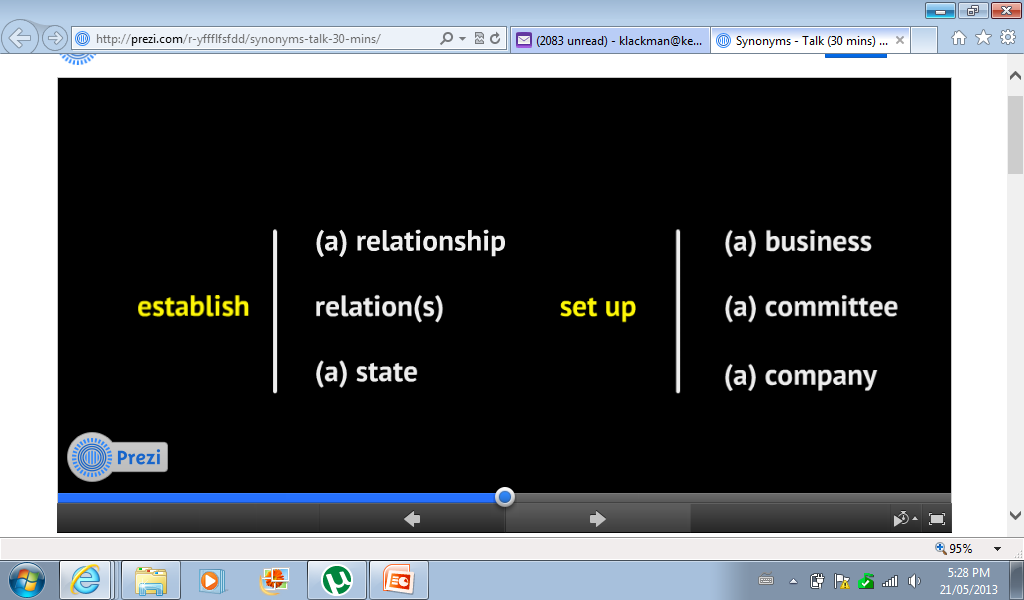 http://prezi.com/r-yffflfsfdd/synonyms-talk-30-mins/
(2083 unread) - klackman@ke...
Synonyms - Talk (30 mins) ...
(a) relationship
establish
relation(s)
(a) state
(a) business
set up
(a) committee
(a) company
Prezi
95%
5:28 PM
21/05/2013